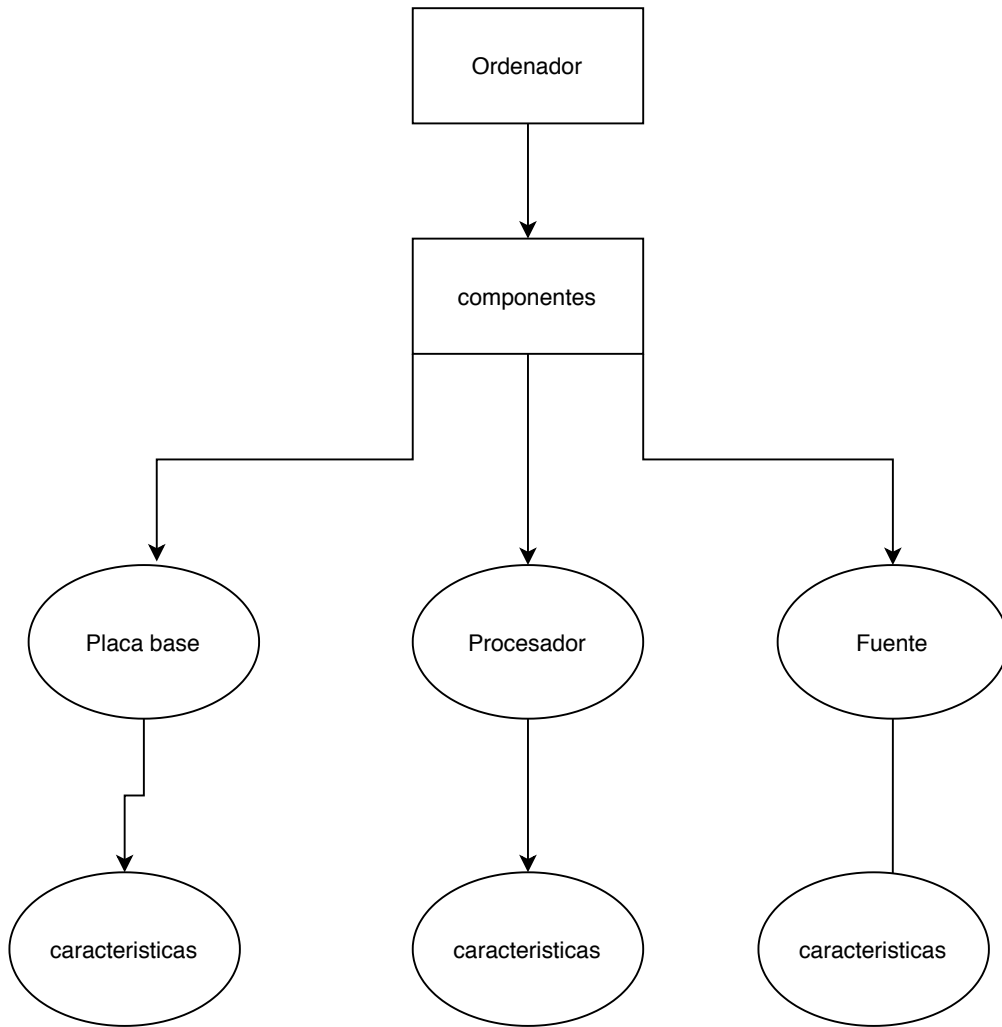 Ordenador
componentes
Placa base
Procesador
Fuente
caracteristicas
caracteristicas
caracteristicas